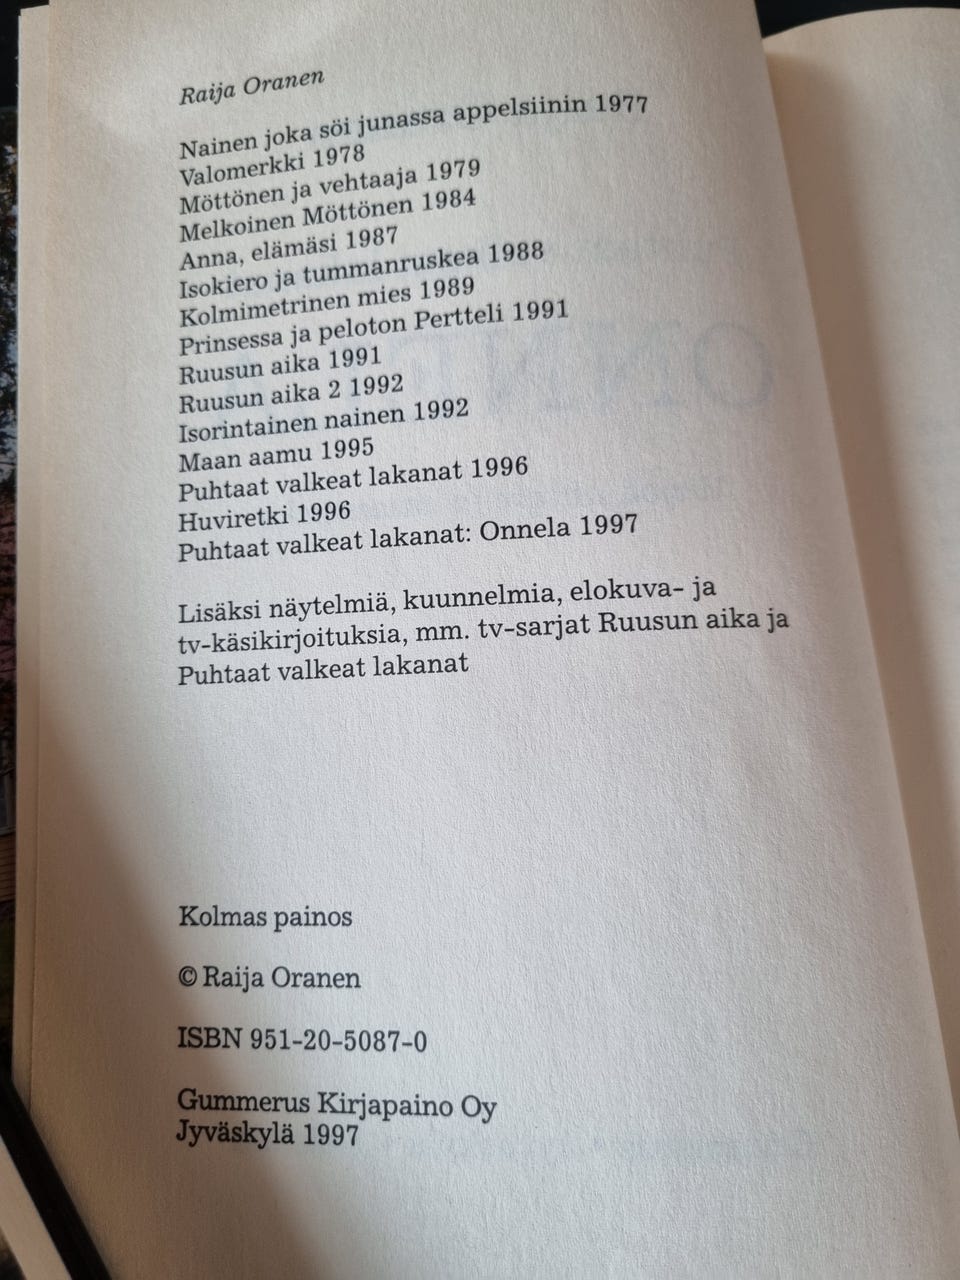 Raija Oranen
Nainen joka söi junassa appelsiinin 1977
Valomerkki 1978
Möttönen ja vehtaaja 1979
Melkoinen Möttönen 1984
Anna, elämäsi 1987
Isokiero ja tummanruskea 1988
Kolmimetrinen mies 1989
Prinsessa ja peloton Pertteli 1991
Ruusun aika 1991
Ruusun aika 2 1992
Isorintainen nainen 1992
Maan aamu 1995
Puhtaat valkeat lakanat 1996
Huviretki 1996
Puhtaat valkeat lakanat: Onnela 1997
Lisäksi näytelmiä, kuunnelmia, elokuva- ja
tv-käsikirjoituksia, mm. tv-sarjat Ruusun aika ja
Puhtaat valkeat lakanat
Kolmas painos
© Raija Oranen
ISBN 951-20-5087-0
Gummerus Kirjapaino Oy
Jyväskylä 1997